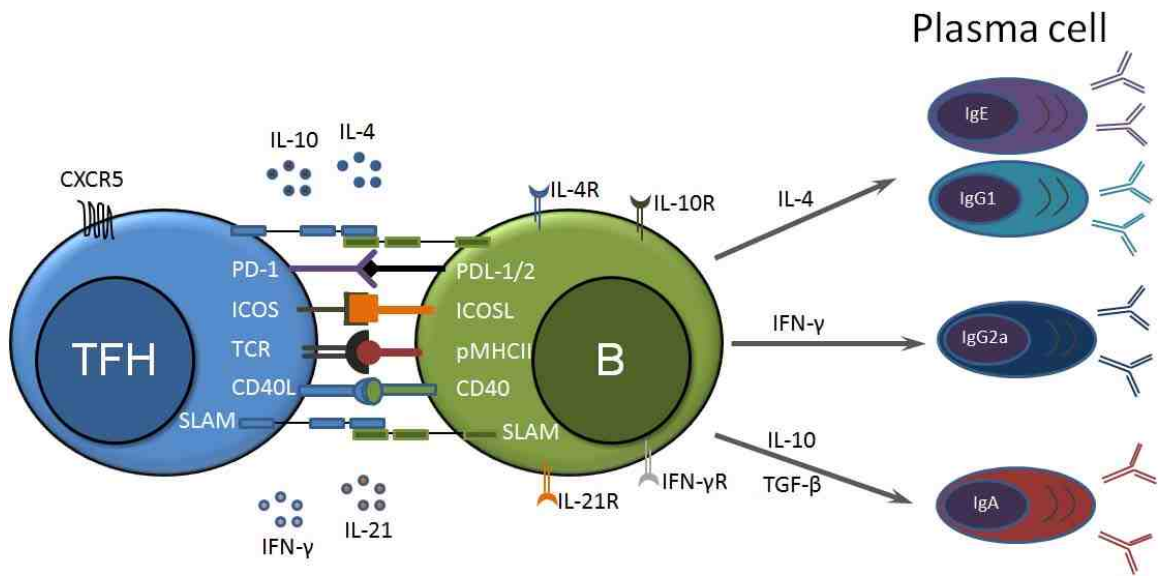 Plasma cell
IL-10
IL-4
CXCR5
PD-1
ICOS
TCR
CD40L
SLAM
TFH
IFN-γ
IL-21
IL-4R
IL-10R
PDL-1/2
ICOSL
pMHCII
CD40
SLAM
B
IL-21R
IFN-γR
IL-4
IFN-γ
IL-10
TGF-β
IgE
IgG1
IgG2a
IgA